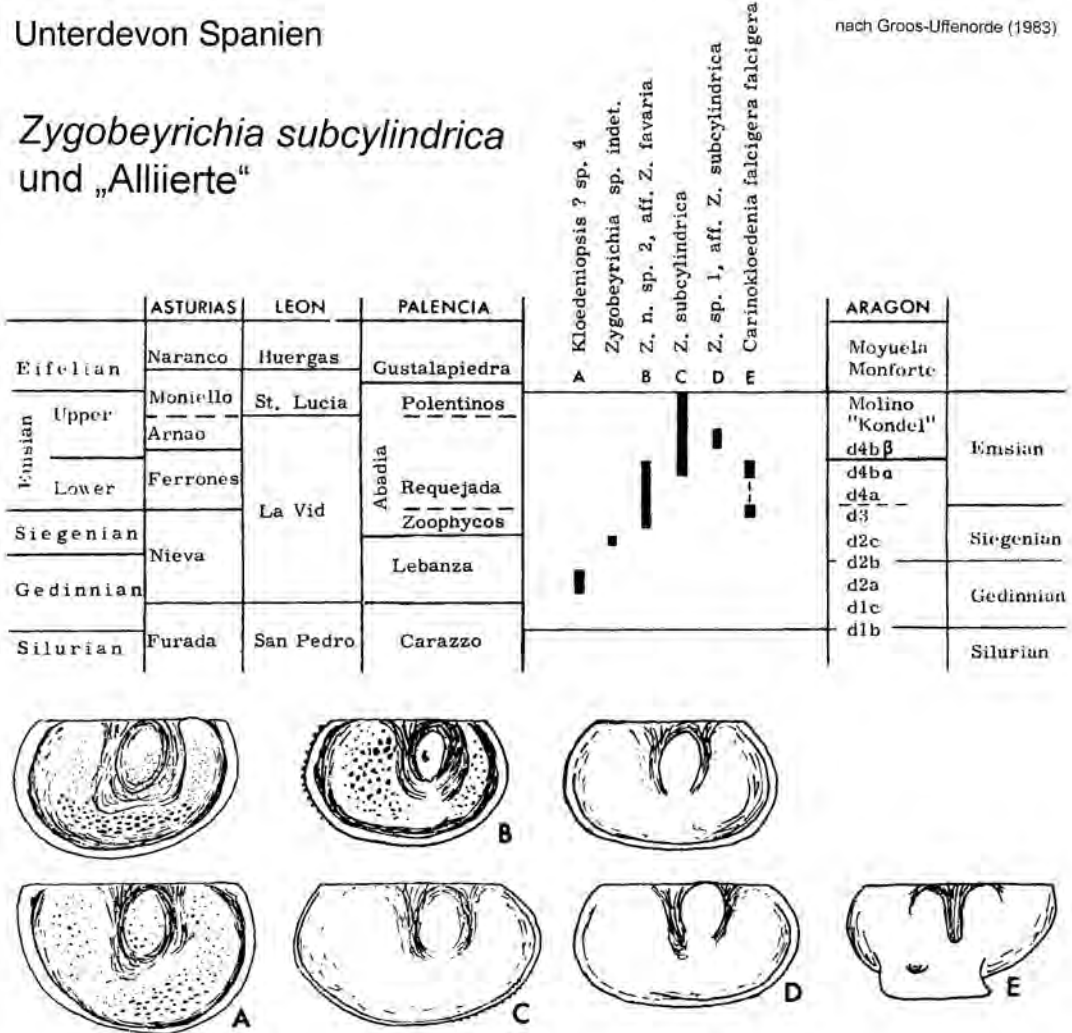 Unterdevon Spanien
nach Groos-Uffenorde (1983)
Zygobeyrichia subcylindrica
und „Alliierte“
A Kloedeniopsis ? sp. 4
Zygobeyrichia sp. indet.
B Z. n. sp. 2, aff. Z. favaria
C Z. subcylindrica
D Z. sp. 1, aff. Z. subcylindrica
E Carinokloedenia falcigera falcigera
ASTURIAS LEON PALENCIA ARAGON
Eifelian Naranco Huergas Gustalapiedra Moyuela
Monforte
Emsian Upper Moniello St. Lucia Polentinos Molino
"Kondel"
Arnao d4bβ Emsian
Lower Ferrones La Vid Abadia Requejada d4bα
d4a
Zoophycos d3
Siegenian Nieva Lebanza d2c Siegenian
d2b
Gedinnian d2a Gedinnian
d1c
d1b
Silurian Furada San Pedro Carazzo Silurian
B
A
C
D
E